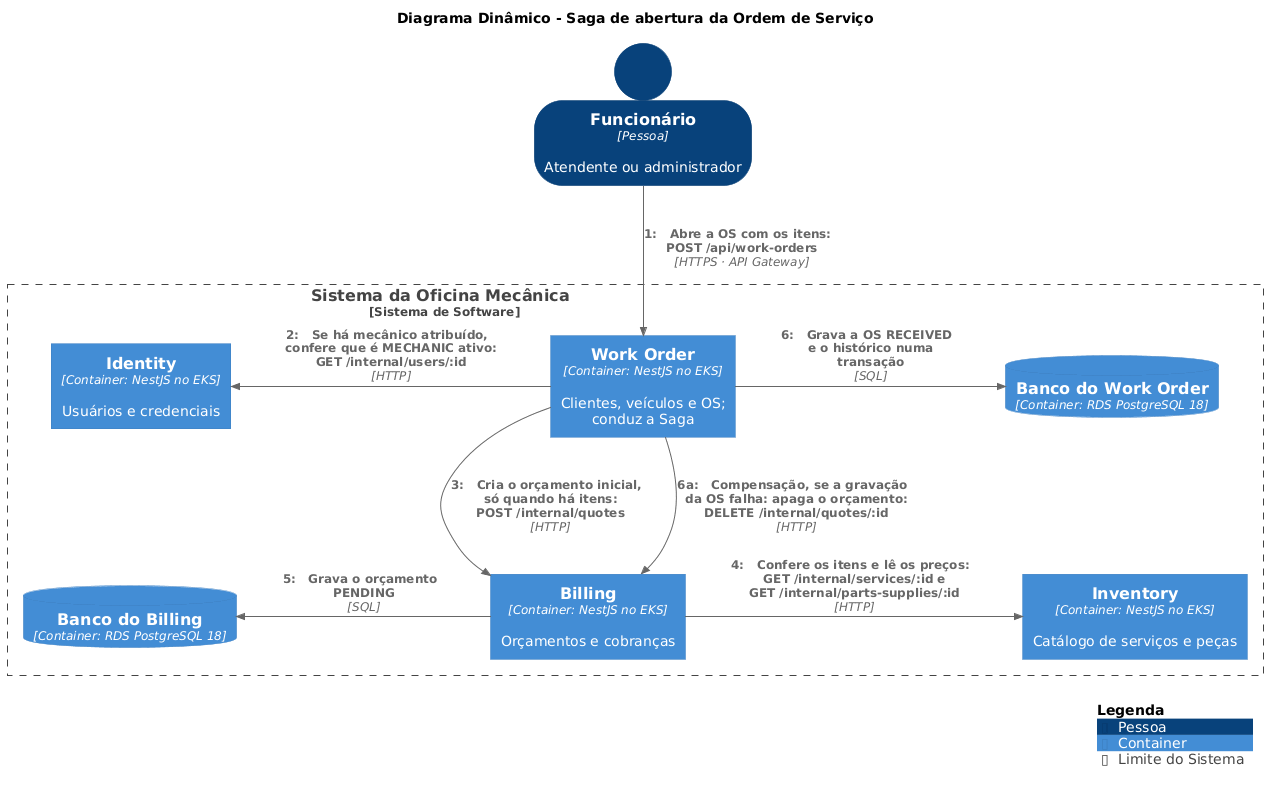 Diagrama Dinâmico - Saga de abertura da Ordem de Serviço
Funcionário
[Pessoa]
Atendente ou administrador
1: Abre a OS com os itens:
POST /api/work-orders
[HTTPS · API Gateway]
Sistema da Oficina Mecânica
[Sistema de Software]
2: Se há mecânico atribuído,
confere que é MECHANIC ativo:
GET /internal/users/:id
[HTTP]
6: Grava a OS RECEIVED
e o histórico numa
transação
[SQL]
Identity
[Container: NestJS no EKS]
Usuários e credenciais
Work Order
[Container: NestJS no EKS]
Clientes, veículos e OS;
conduz a Saga
Banco do Work Order
[Container: RDS PostgreSQL 18]
3: Cria o orçamento inicial,
só quando há itens:
POST /internal/quotes
[HTTP]
6a: Compensação, se a gravação
da OS falha: apaga o orçamento:
DELETE /internal/quotes/:id
[HTTP]
5: Grava o orçamento
PENDING
[SQL]
4: Confere os itens e lê os preços:
GET /internal/services/:id e
GET /internal/parts-supplies/:id
[HTTP]
Banco do Billing
[Container: RDS PostgreSQL 18]
Billing
[Container: NestJS no EKS]
Orçamentos e cobranças
Inventory
[Container: NestJS no EKS]
Catálogo de serviços e peças
Legenda
Pessoa
Container
Limite do Sistema